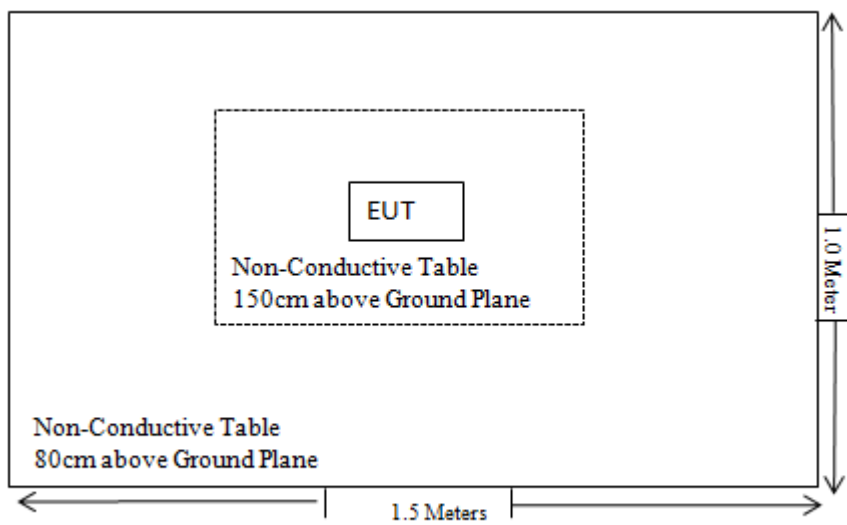 EUT
Non-Conductive Table
150cm above Ground Plane
1.0 Meter
Non-Conductive Table
80cm above Ground Plane
1.5 Meters